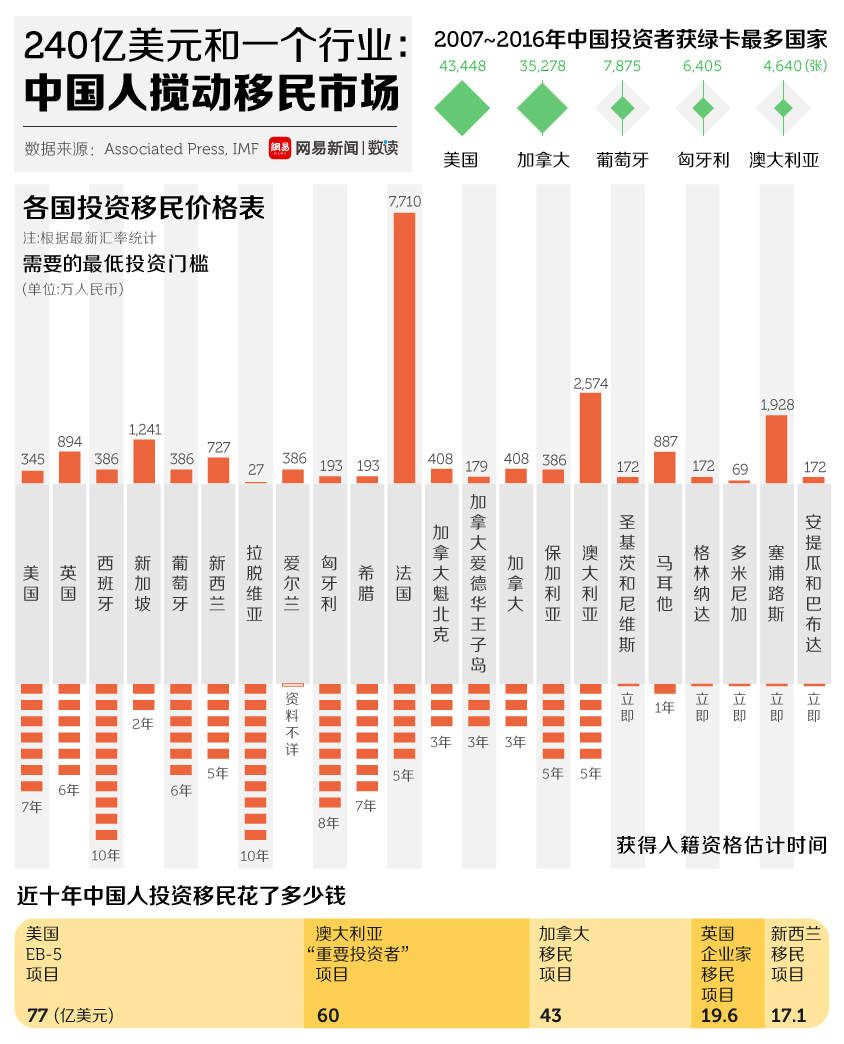 240亿美元和一个行业:
中国人搅动移民市场
数据来源: Associated Press, IMF 網易 网易新闻 | 数读
2007~2016年中国投资者获绿卡最多国家
43,448 35,278 7,875 6,405 4,640 (张)
美国 加拿大 葡萄牙 匈牙利 澳大利亚
各国投资移民价格表
注:根据最新汇率统计
需要的最低投资门槛
(单位:万人民币)
345 894 386 1,241 386 727 27 386 193 193 7,710 408 179 408 386 2,574 172 887 172 69 1,928 172
美国
英国
西班牙
新加坡
葡萄牙
新西兰
拉脱维亚
爱尔兰
匈牙利
希腊
法国
加拿大魁北克
加拿大爱德华王子岛
加拿大
保加利亚
澳大利亚
圣基茨和尼维斯
马耳他
格林纳达
多米尼加
塞浦路斯
安提瓜和巴布达
7年 6年 10年 2年 6年 5年 10年 资料不详 8年 7年 5年 3年 3年 3年 5年 5年 立即 1年 立即 立即 立即 立即
获得入籍资格估计时间
近十年中国人投资移民花了多少钱
美国
EB-5
项目
77 (亿美元)
澳大利亚
“重要投资者”
项目
60
加拿大
移民
项目
43
英国
企业家
移民
项目
19.6
新西兰
移民
项目
17.1